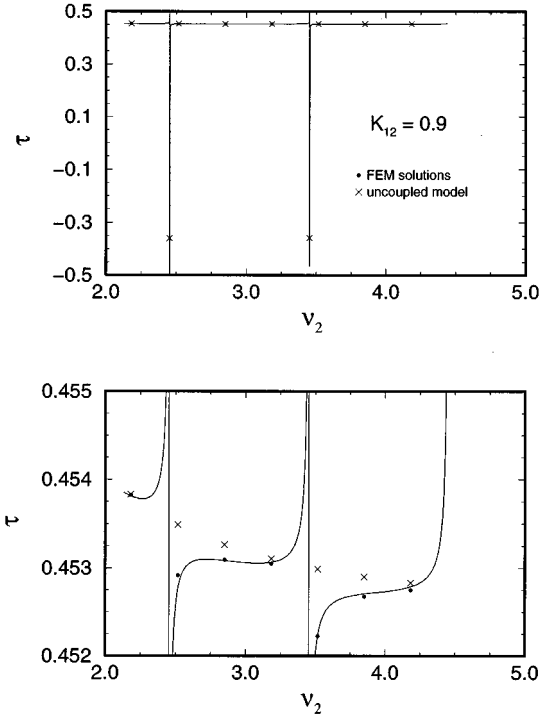 0.5
0.3
0.1
−0.1
−0.3
−0.5
τ
K12 = 0.9
• FEM solutions
× uncoupled model
2.0 3.0 4.0 5.0
ν2
0.455
0.454
0.453
0.452
τ
2.0 3.0 4.0 5.0
ν2